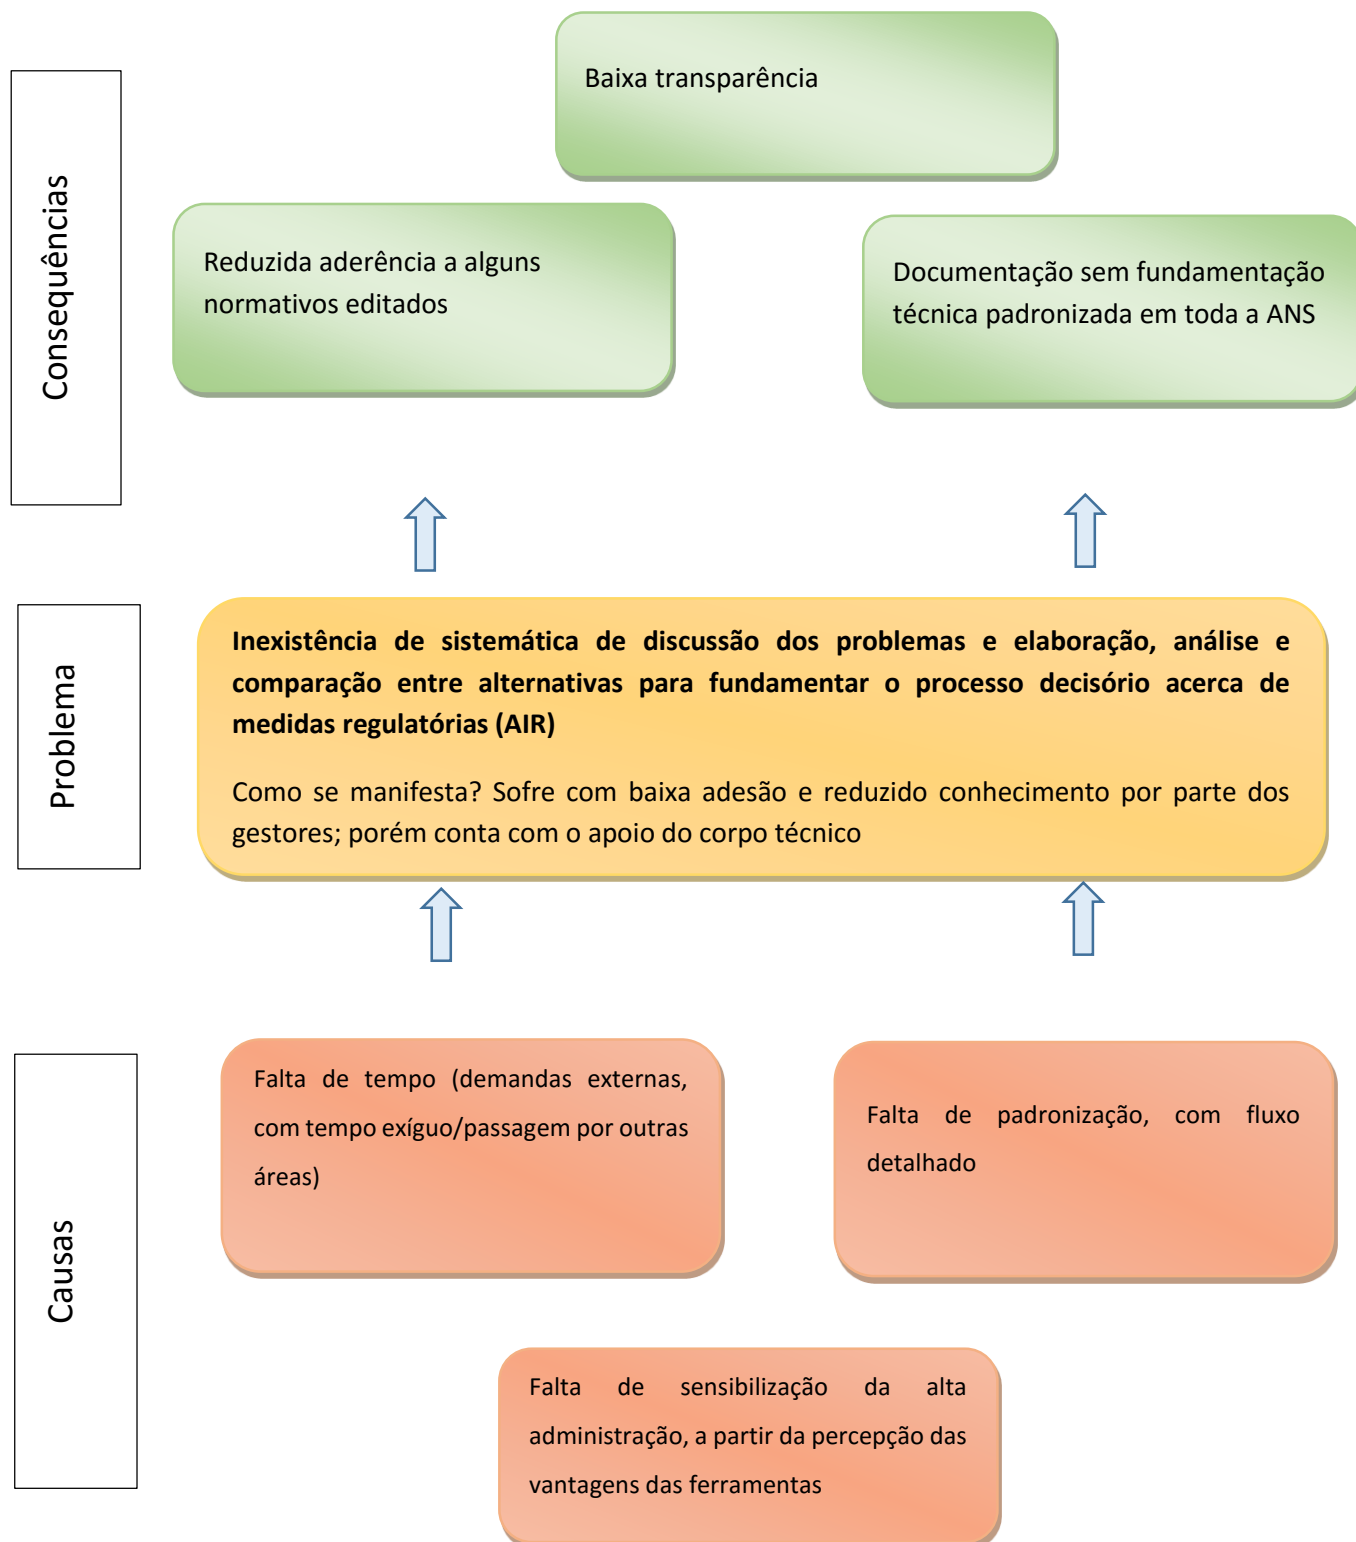 Consequências
Baixa transparência
Reduzida aderência a alguns
normativos editados
Documentação sem fundamentação
técnica padronizada em toda a ANS
Problema
Inexistência de sistemática de discussão dos problemas e elaboração, análise e
comparação entre alternativas para fundamentar o processo decisório acerca de
medidas regulatórias (AIR)
Como se manifesta? Sofre com baixa adesão e reduzido conhecimento por parte dos
gestores; porém conta com o apoio do corpo técnico
Causas
Falta de tempo (demandas externas,
com tempo exíguo/passagem por outras
áreas)
Falta de padronização, com fluxo
detalhado
Falta de sensibilização da alta
administração, a partir da percepção das
vantagens das ferramentas